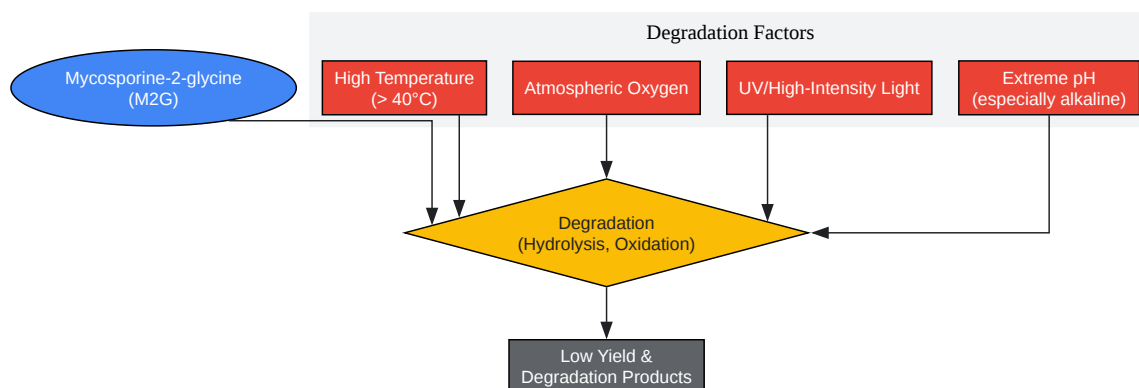 Degradation Factors
Mycosporine-2-glycine
(M2G)
High Temperature
(> 40°C)
Atmospheric Oxygen
UV/High-Intensity Light
Extreme pH
(especially alkaline)
Degradation
(Hydrolysis, Oxidation)
Low Yield &
Degradation Products